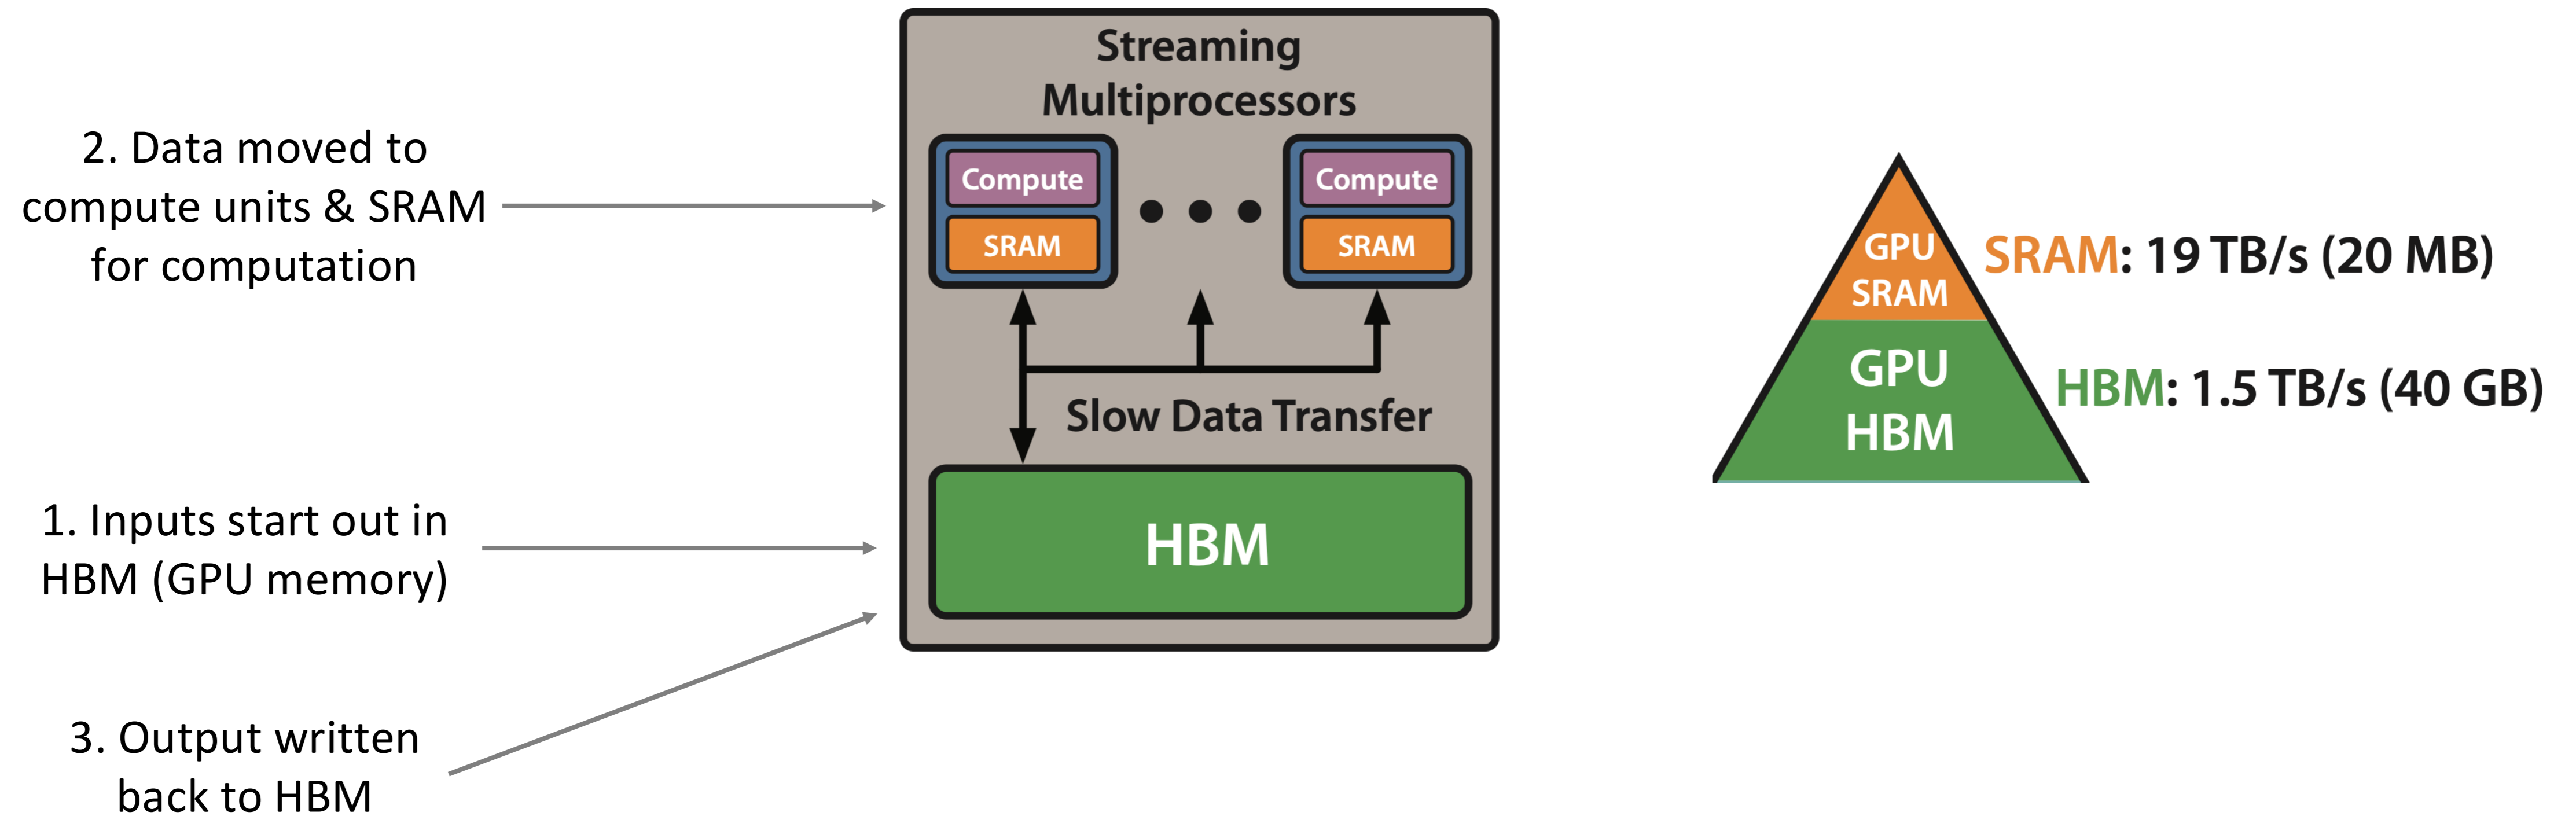 2. Data moved to
compute units & SRAM
for computation
1. Inputs start out in
HBM (GPU memory)
3. Output written
back to HBM
Streaming
Multiprocessors
Compute
SRAM
Compute
SRAM
Slow Data Transfer
HBM
GPU
SRAM
SRAM: 19 TB/s (20 MB)
GPU
HBM
HBM: 1.5 TB/s (40 GB)